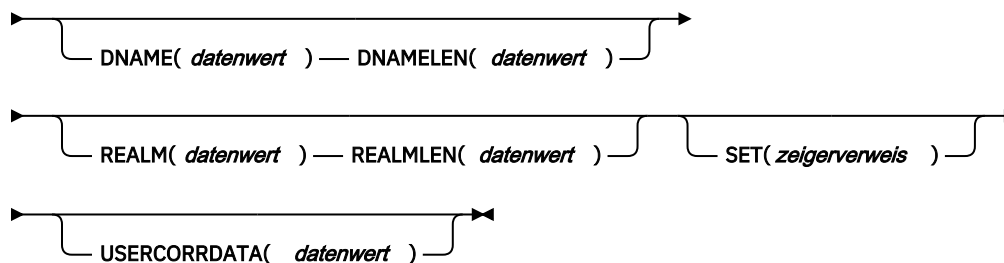 DNAME( datenwert ) DNAMELEN( datenwert )
REALM( datenwert ) REALMLEN( datenwert ) SET( zeigerverweis )
USERCORRDATA( datenwert )